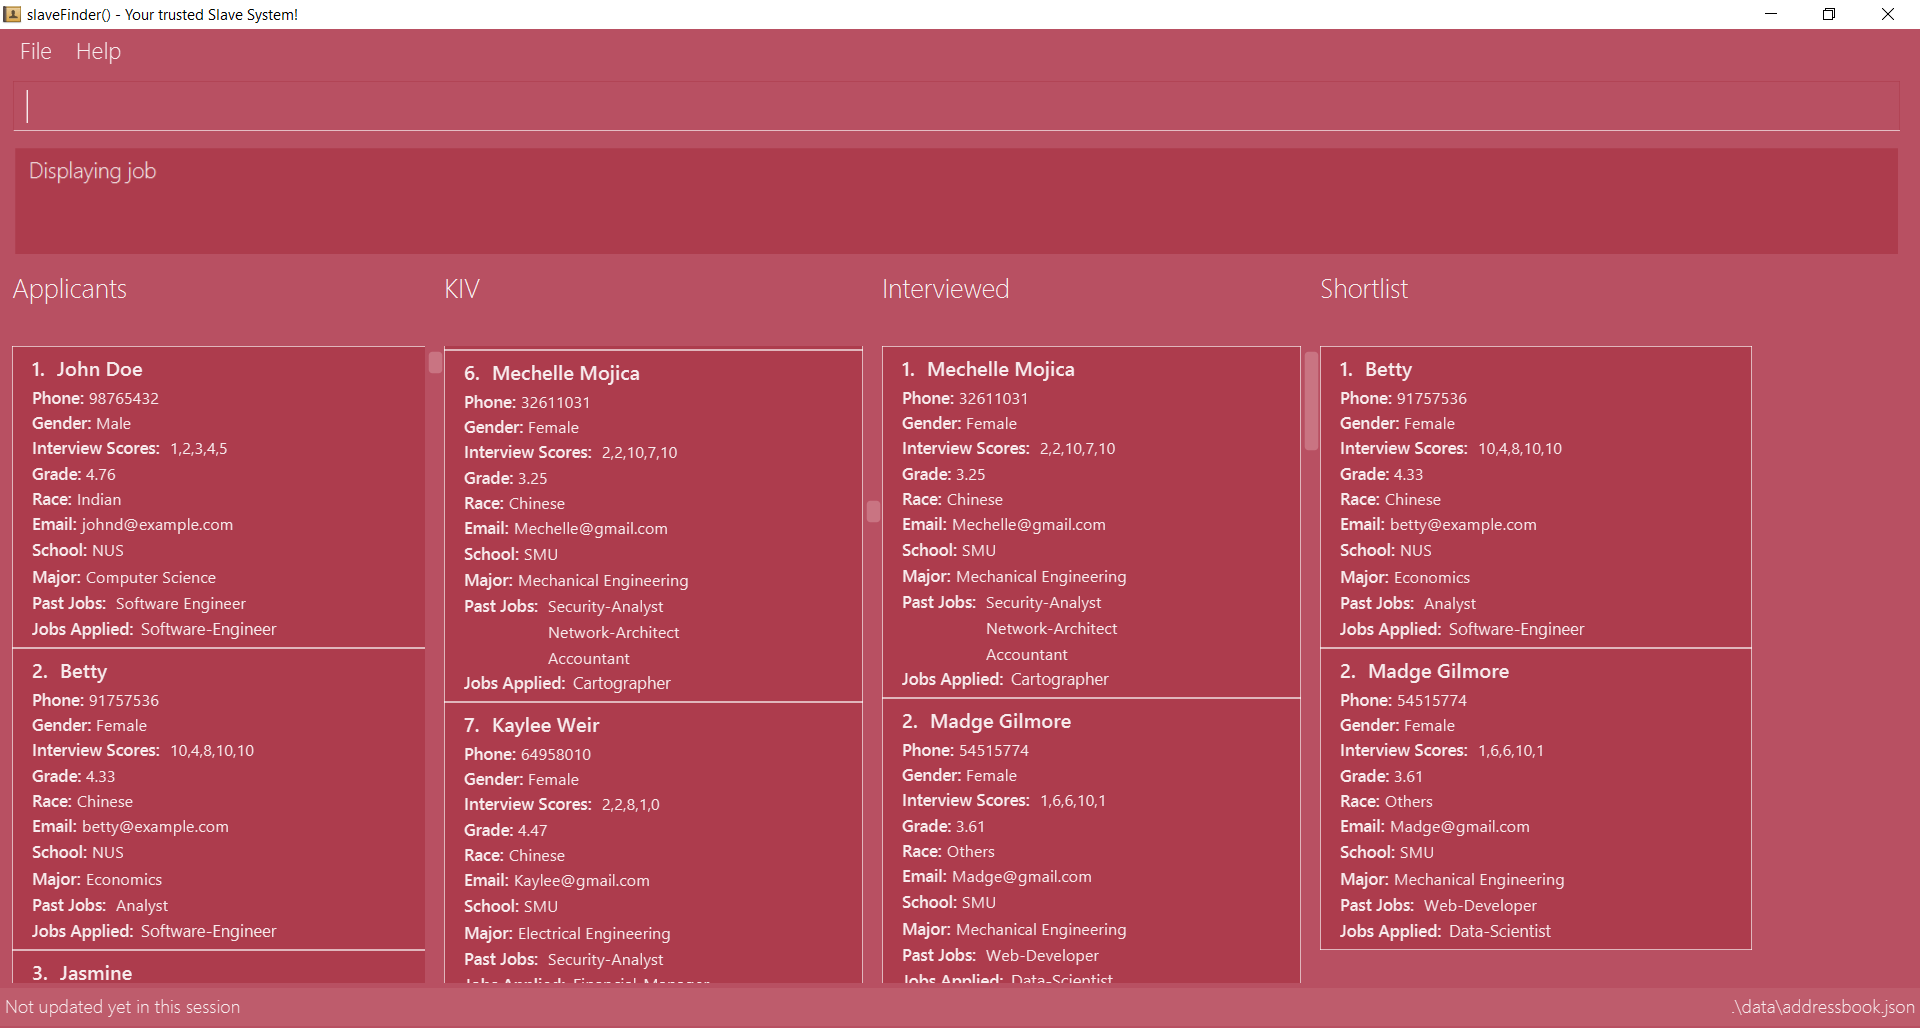 slaveFinder() - Your trusted Slave System!
File Help
Displaying job
Applicants
1. John Doe
Phone: 98765432
Gender: Male
Interview Scores: 1,2,3,4,5
Grade: 4.76
Race: Indian
Email: johnd@example.com
School: NUS
Major: Computer Science
Past Jobs: Software Engineer
Jobs Applied: Software-Engineer
2. Betty
Phone: 91757536
Gender: Female
Interview Scores: 10,4,8,10,10
Grade: 4.33
Race: Chinese
Email: betty@example.com
School: NUS
Major: Economics
Past Jobs: Analyst
Jobs Applied: Software-Engineer
3. Jasmine
KIV
6. Mechelle Mojica
Phone: 32611031
Gender: Female
Interview Scores: 2,2,10,7,10
Grade: 3.25
Race: Chinese
Email: Mechelle@gmail.com
School: SMU
Major: Mechanical Engineering
Past Jobs: Security-Analyst
Network-Architect
Accountant
Jobs Applied: Cartographer
7. Kaylee Weir
Phone: 64958010
Gender: Female
Interview Scores: 2,2,8,1,0
Grade: 4.47
Race: Chinese
Email: Kaylee@gmail.com
School: SMU
Major: Electrical Engineering
Past Jobs: Security-Analyst
Jobs Applied: Financial-Manager
Interviewed
1. Mechelle Mojica
Phone: 32611031
Gender: Female
Interview Scores: 2,2,10,7,10
Grade: 3.25
Race: Chinese
Email: Mechelle@gmail.com
School: SMU
Major: Mechanical Engineering
Past Jobs: Security-Analyst
Network-Architect
Accountant
Jobs Applied: Cartographer
2. Madge Gilmore
Phone: 54515774
Gender: Female
Interview Scores: 1,6,6,10,1
Grade: 3.61
Race: Others
Email: Madge@gmail.com
School: SMU
Major: Mechanical Engineering
Past Jobs: Web-Developer
Jobs Applied: Data-Scientist
Shortlist
1. Betty
Phone: 91757536
Gender: Female
Interview Scores: 10,4,8,10,10
Grade: 4.33
Race: Chinese
Email: betty@example.com
School: NUS
Major: Economics
Past Jobs: Analyst
Jobs Applied: Software-Engineer
2. Madge Gilmore
Phone: 54515774
Gender: Female
Interview Scores: 1,6,6,10,1
Grade: 3.61
Race: Others
Email: Madge@gmail.com
School: SMU
Major: Mechanical Engineering
Past Jobs: Web-Developer
Jobs Applied: Data-Scientist
Not updated yet in this session
.\data\addressbook.json